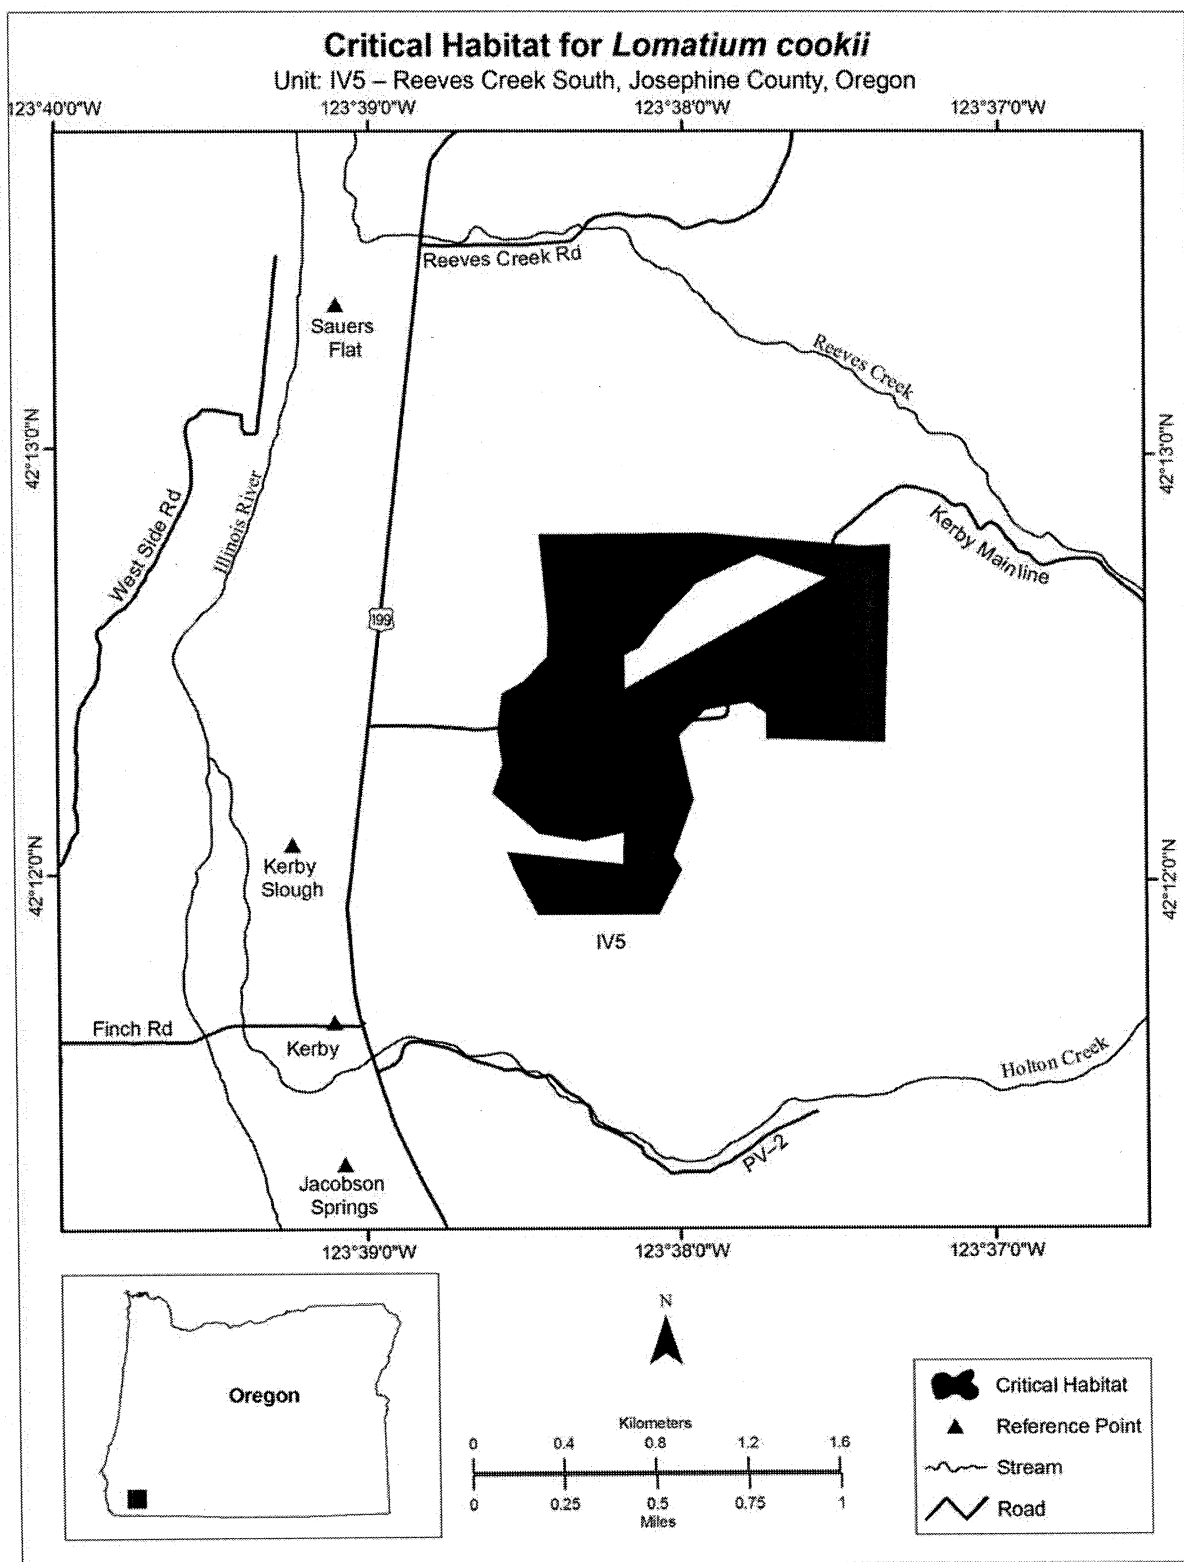 Critical Habitat for Lomatium cookii
Unit: IV5 – Reeves Creek South, Josephine County, Oregon
123°40'0"W
123°39'0"W
123°38'0"W
123°37'0"W
Reeves Creek Rd
Sauers
Flat
Reeves Creek
42°13'0"N
42°13'0"N
West Side Rd
Illinois River
Kerby Mainline
199
Kerby
Slough
42°12'0"N
42°12'0"N
IV5
Finch Rd
Kerby
Holton Creek
PV-2
Jacobson
Springs
123°39'0"W
123°38'0"W
123°37'0"W
Oregon
N
Kilometers
0 0.4 0.8 1.2 1.6
0 0.25 0.5 0.75 1
Miles
Critical Habitat
Reference Point
Stream
Road